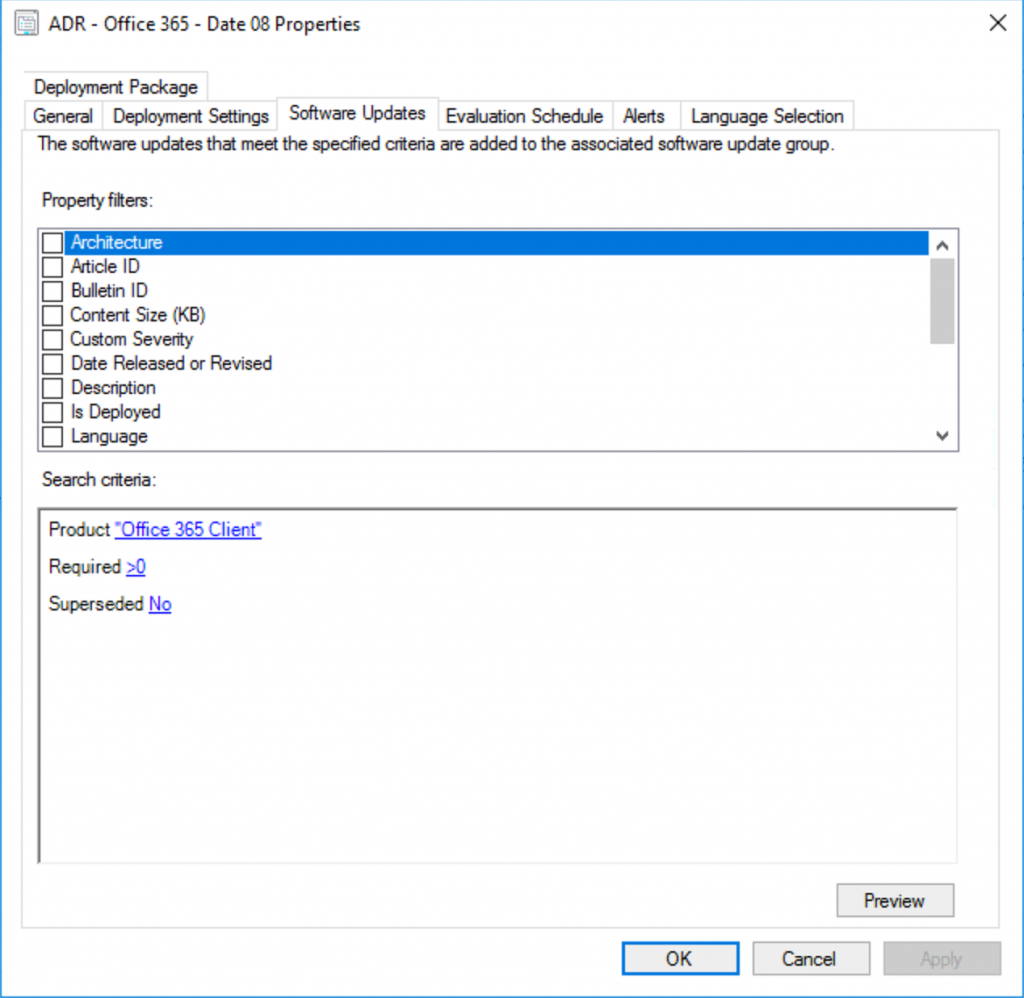 ADR - Office 365 - Date 08 Properties
Deployment Package
General Deployment Settings Software Updates Evaluation Schedule Alerts Language Selection
The software updates that meet the specified criteria are added to the associated software update group.
Property filters:
Architecture
Article ID
Bulletin ID
Content Size (KB)
Custom Severity
Date Released or Revised
Description
Is Deployed
Language
Search criteria:
Product "Office 365 Client"
Required >0
Superseded No
Preview
OK Cancel Apply